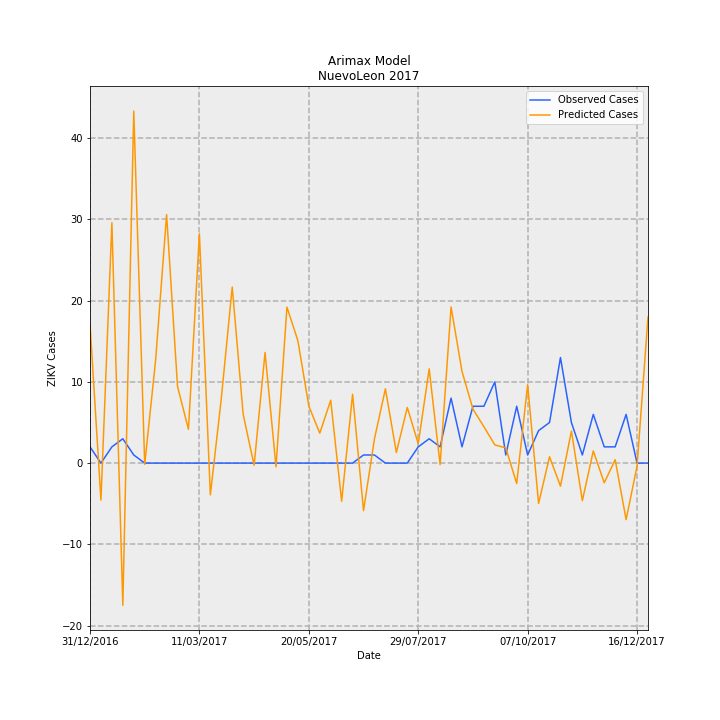 Arimax Model
NuevoLeon 2017
Observed Cases
Predicted Cases
ZIKV Cases
40
30
20
10
0
−10
−20
31/12/2016 11/03/2017 20/05/2017 29/07/2017 07/10/2017 16/12/2017
Date